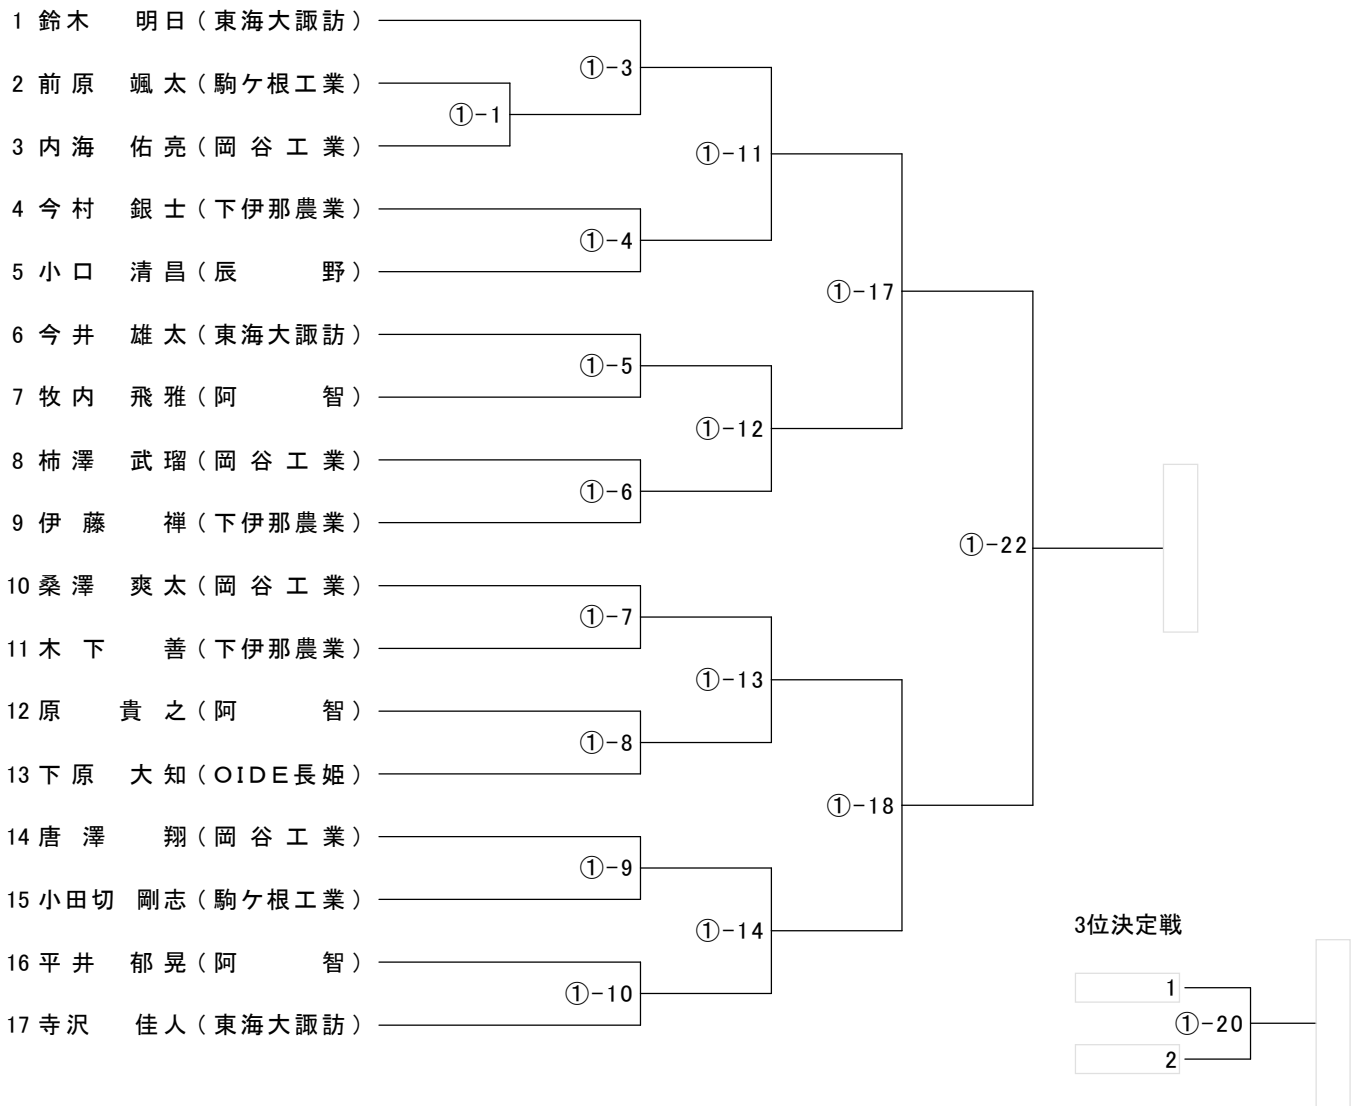 1 鈴木 明日(東海大諏訪)
①-3
2 前原 颯太(駒ケ根工業)
①-1
3 内海 佑亮(岡谷工業)
①-11
4 今村 銀士(下伊那農業)
①-4
5 小口 清昌(辰野)
①-17
6 今井 雄太(東海大諏訪)
①-5
7 牧内 飛雅(阿智)
①-12
8 柿澤 武瑠(岡谷工業)
①-6
9 伊藤 禅(下伊那農業)
①-22
10 桑澤 爽太(岡谷工業)
①-7
11 木下 善(下伊那農業)
①-13
12 原 貴之(阿智)
①-8
13 下原 大知(OIDE長姫)
①-18
14 唐澤 翔(岡谷工業)
①-9
15 小田切 剛志(駒ケ根工業)
①-14
16 平井 郁晃(阿智)
①-10
17 寺沢 佳人(東海大諏訪)
3位決定戦
1
①-20
2